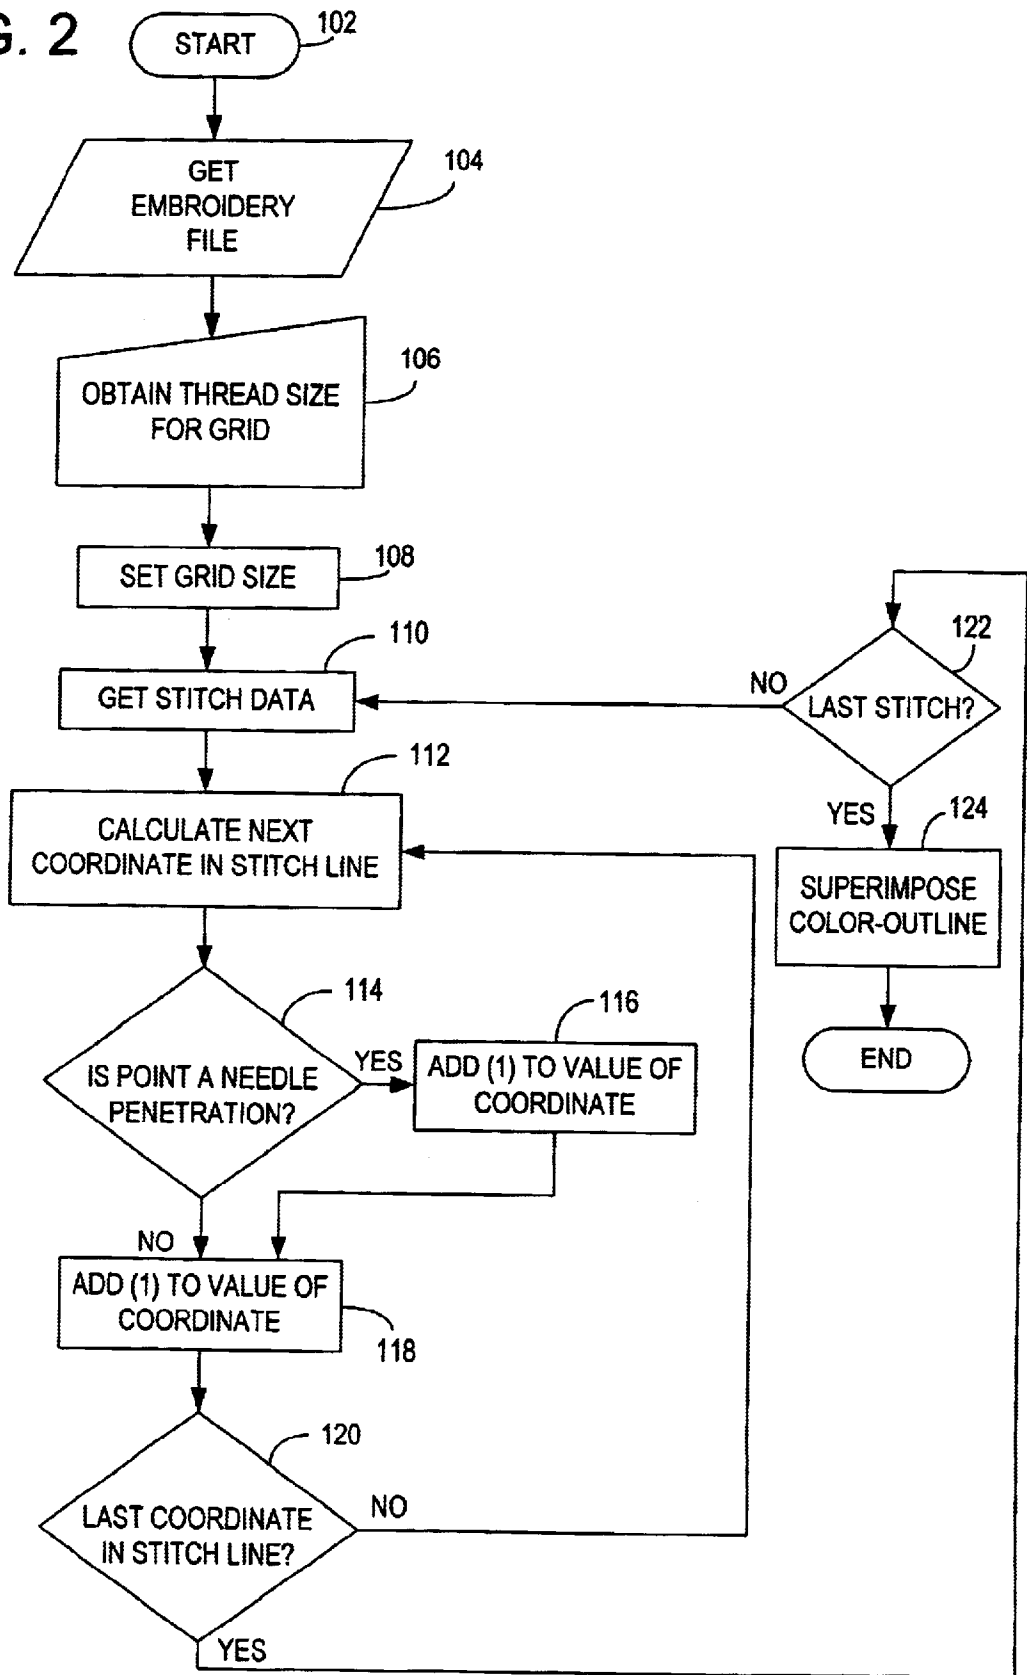 G. 2
START
102
GET
EMBROIDERY
FILE
104
OBTAIN THREAD SIZE
FOR GRID
106
SET GRID SIZE
108
GET STITCH DATA
110
CALCULATE NEXT
COORDINATE IN STITCH LINE
112
IS POINT A NEEDLE
PENETRATION?
114
YES
ADD (1) TO VALUE OF
COORDINATE
116
NO
ADD (1) TO VALUE OF
COORDINATE
118
LAST COORDINATE
IN STITCH LINE?
120
NO
YES
LAST STITCH?
122
NO
YES
SUPERIMPOSE
COLOR-OUTLINE
124
END